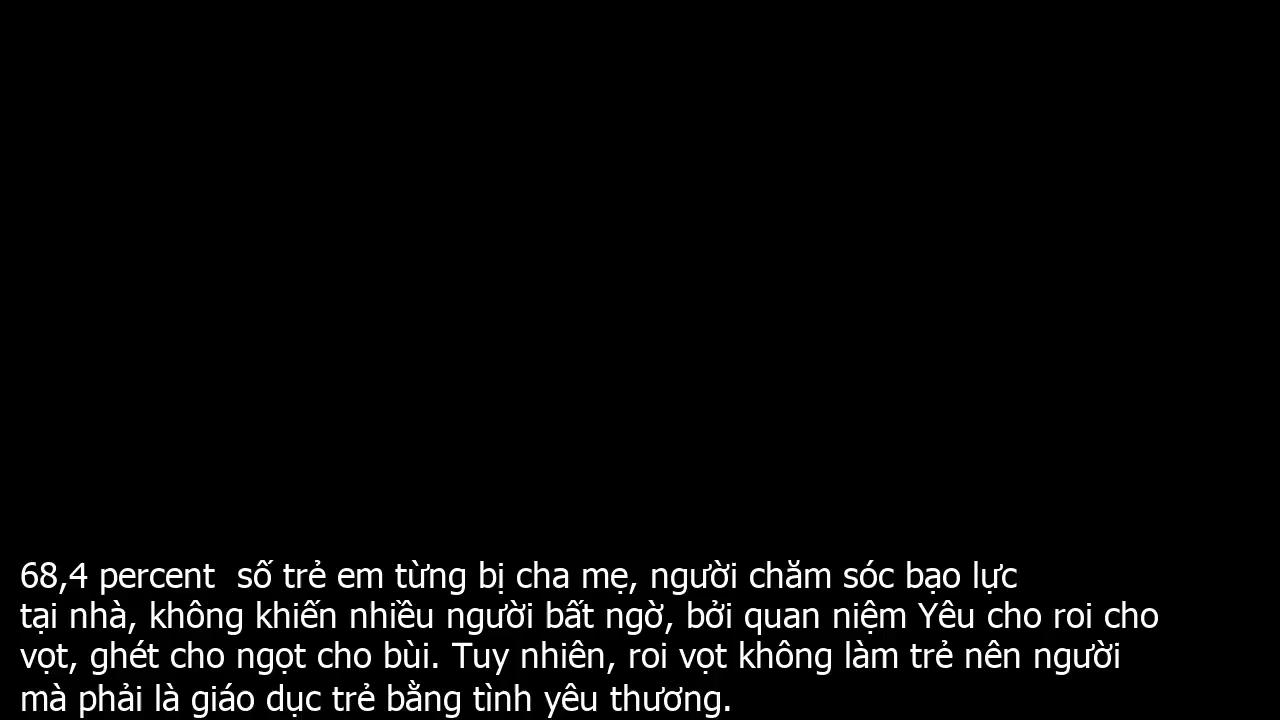 68,4 percent  số trẻ em từng bị cha mẹ, người chăm sóc bạo lực
tại nhà, không khiến nhiều người bất ngờ, bởi quan niệm Yêu cho roi cho
vọt, ghét cho ngọt cho bùi. Tuy nhiên, roi vọt không làm trẻ nên người
mà phải là giáo dục trẻ bằng tình yêu thương.